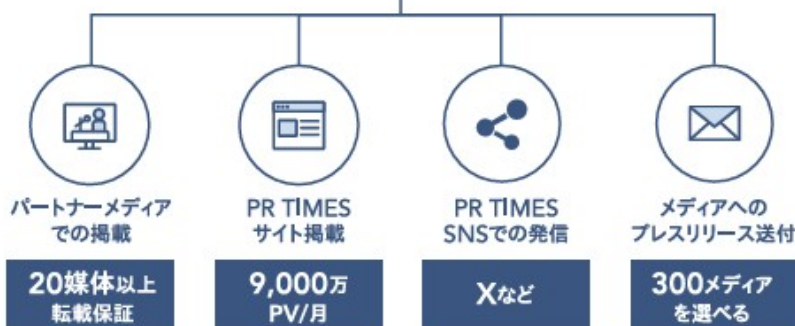 パートナーメディア
での掲載
20媒体以上
転載保証
PR TIMES
サイト掲載
9,000万
PV/月
PR TIMES
SNSでの発信
Xなど
メディアへの
プレスリリース送付
300メディア
を選べる